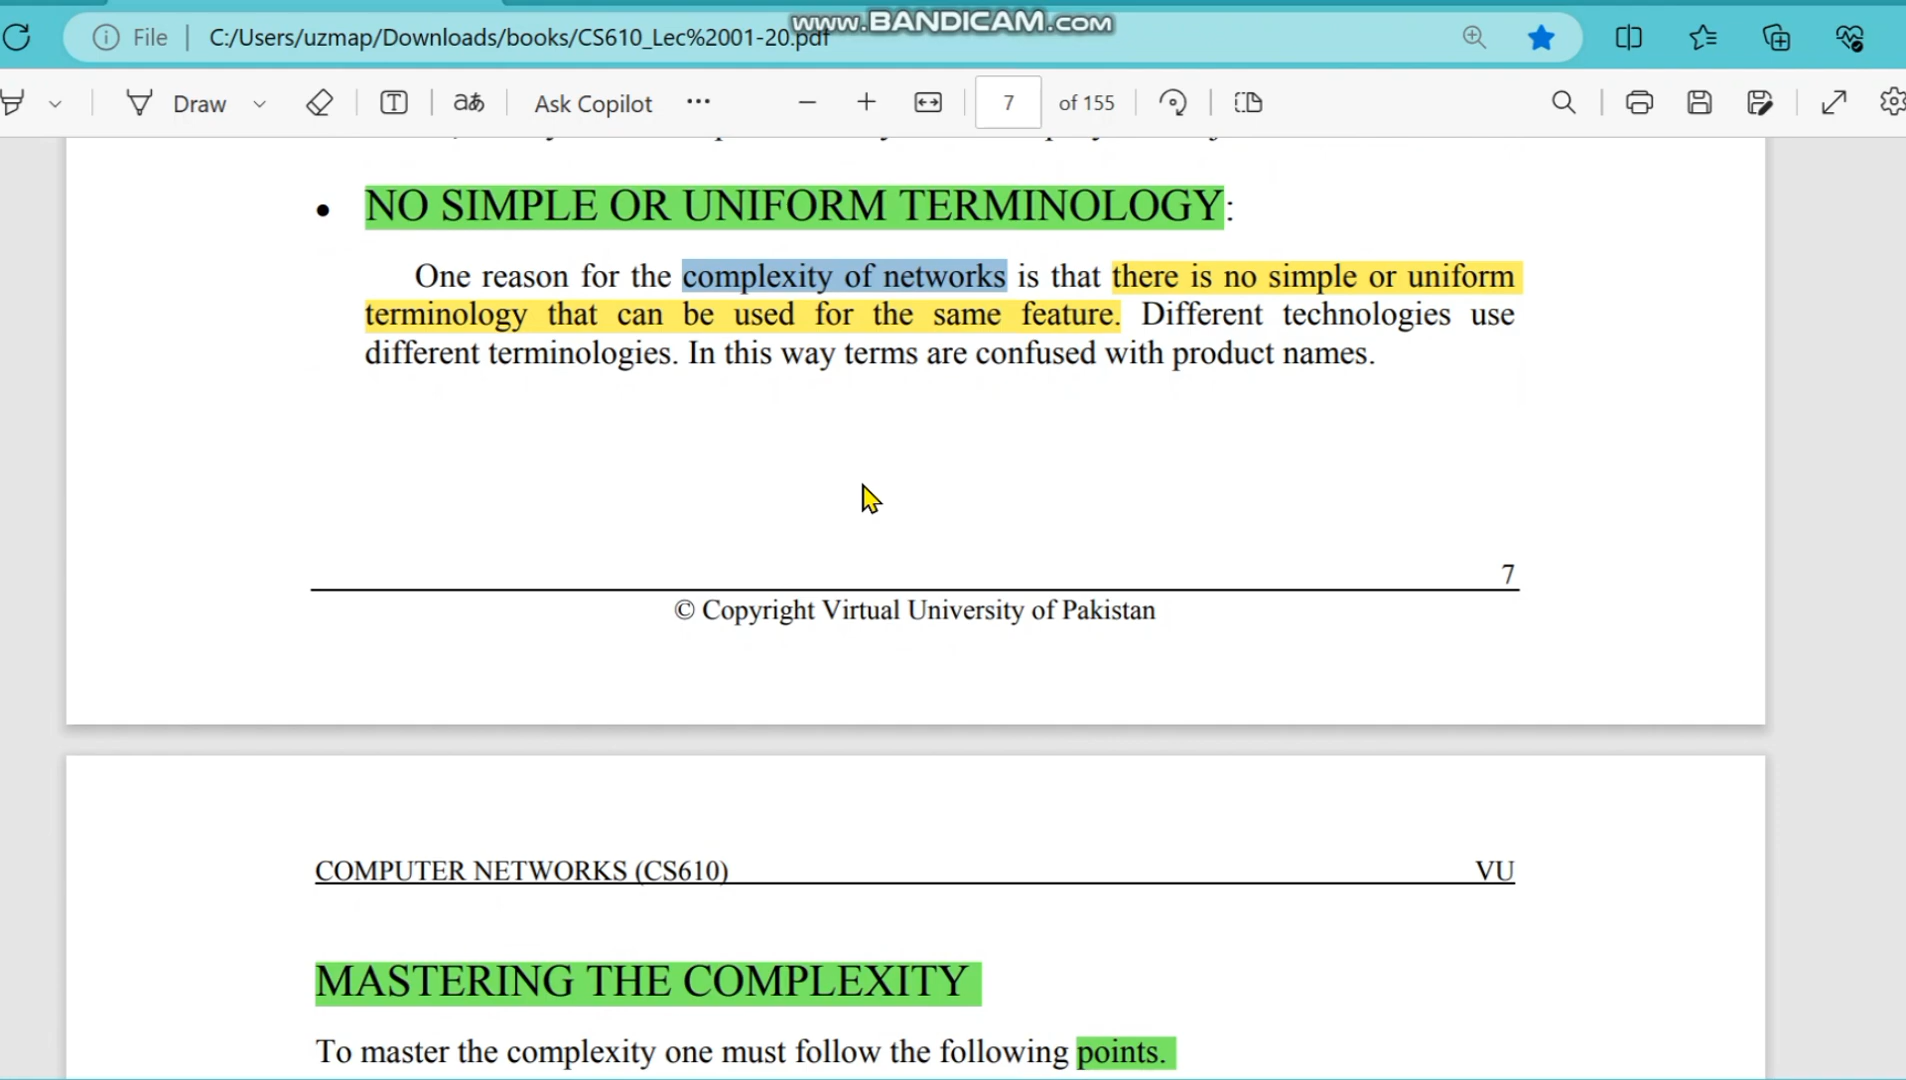 www.BANDICAM.com
File | C:/Users/uzmap/Downloads/books/CS610_Lec%2001-20.pdf
Draw aあ Ask Copilot ... 7 of 155
• NO SIMPLE OR UNIFORM TERMINOLOGY:
One reason for the complexity of networks is that there is no simple or uniform
terminology that can be used for the same feature. Different technologies use
different terminologies. In this way terms are confused with product names.
7
© Copyright Virtual University of Pakistan
COMPUTER NETWORKS (CS610) VU
MASTERING THE COMPLEXITY
To master the complexity one must follow the following points.